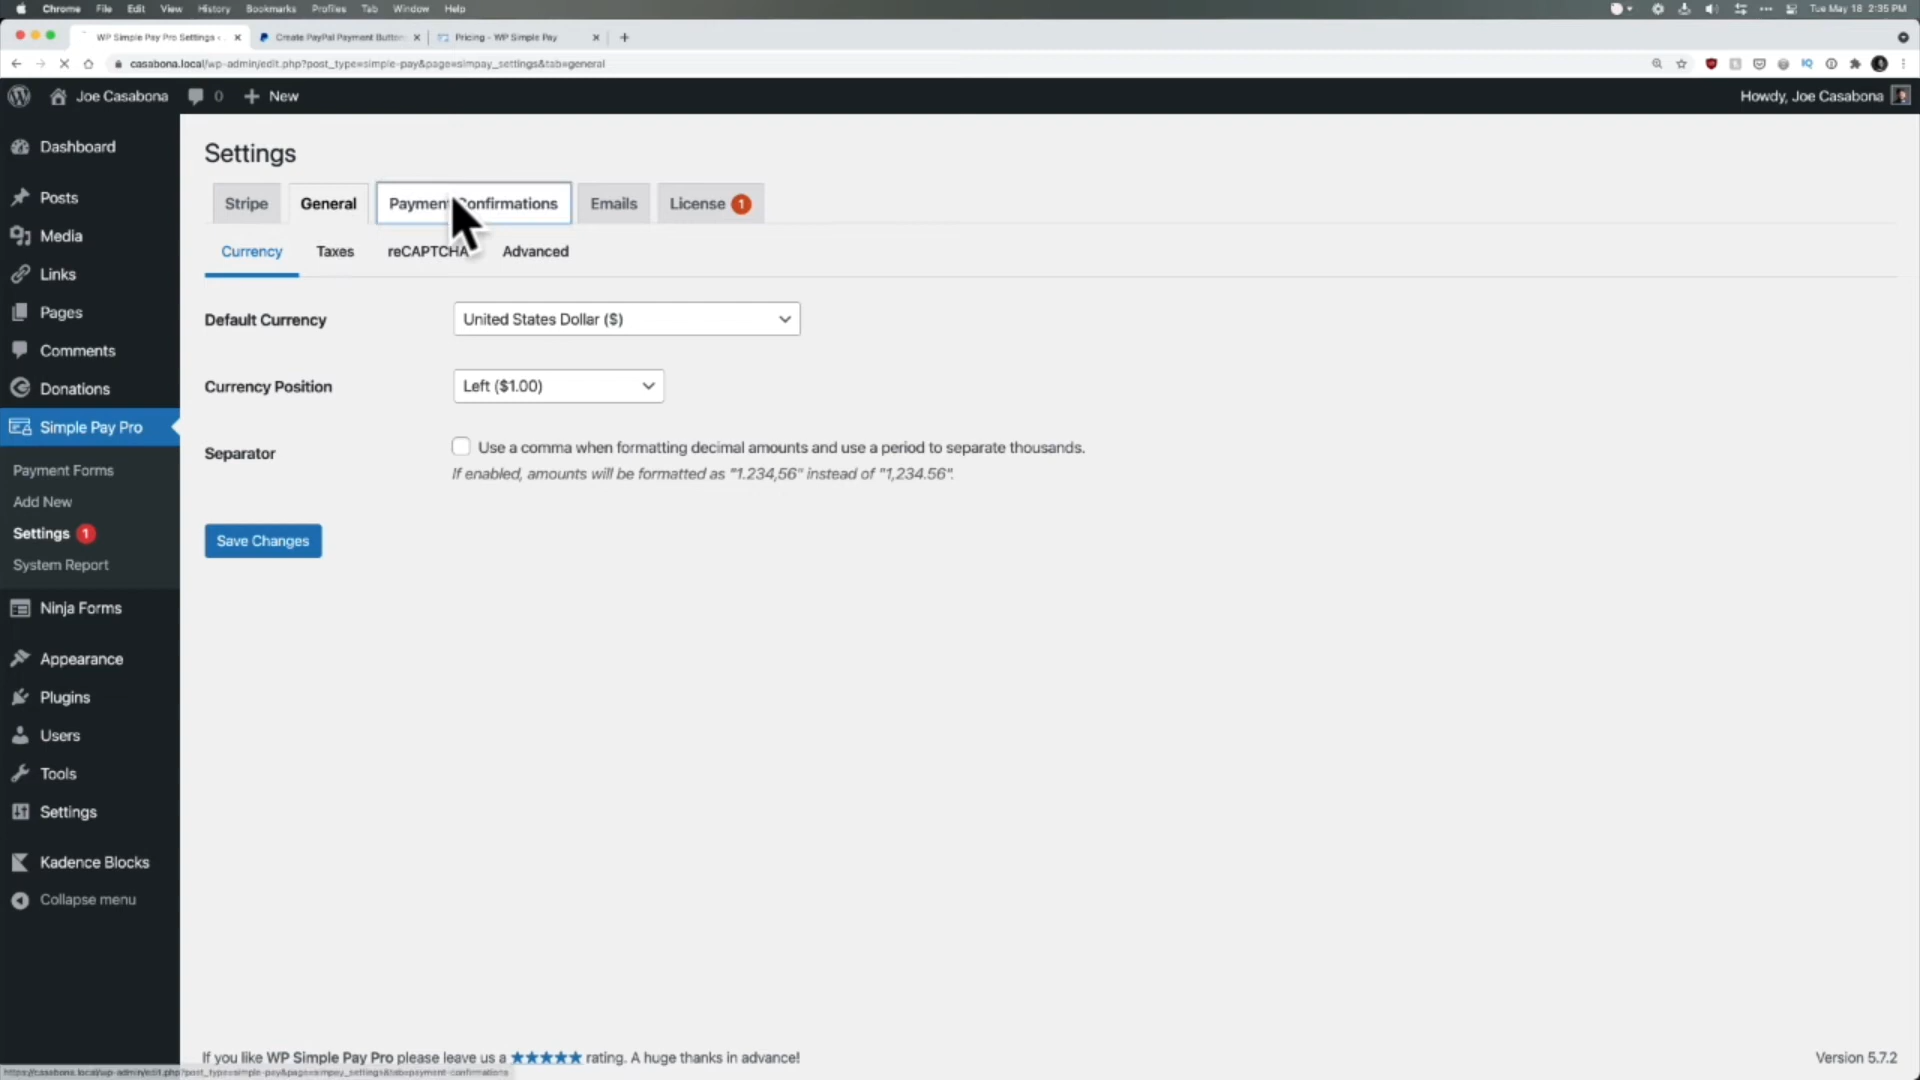 Chrome File Edit View History Bookmarks Profiles Tab Window Help Tue May 18 2:35 PM
WP Simple Pay Pro Settings ‹ Create PayPal Payment Button Pricing - WP Simple Pay
casabona.local/wp-admin/edit.php?post_type=simple-pay&page=simpay_settings&tab=general
Joe Casabona 0 + New Howdy, Joe Casabona
Dashboard
Posts
Media
Links
Pages
Comments
Donations
Simple Pay Pro
Payment Forms
Add New
Settings 1
System Report
Ninja Forms
Appearance
Plugins
Users
Tools
Settings
Kadence Blocks
Collapse menu
Settings
Stripe General Payment Confirmations Emails License 1
Currency Taxes reCAPTCHA Advanced
Default Currency United States Dollar ($)
Currency Position Left ($1.00)
Separator Use a comma when formatting decimal amounts and use a period to separate thousands.
If enabled, amounts will be formatted as "1.234,56" instead of "1,234.56".
Save Changes
If you like WP Simple Pay Pro please leave us a ★★★★★ rating. A huge thanks in advance! Version 5.7.2
https://casabona.local/wp-admin/edit.php?post_type=simple-pay&page=simpay_settings&tab=payment-confirmations